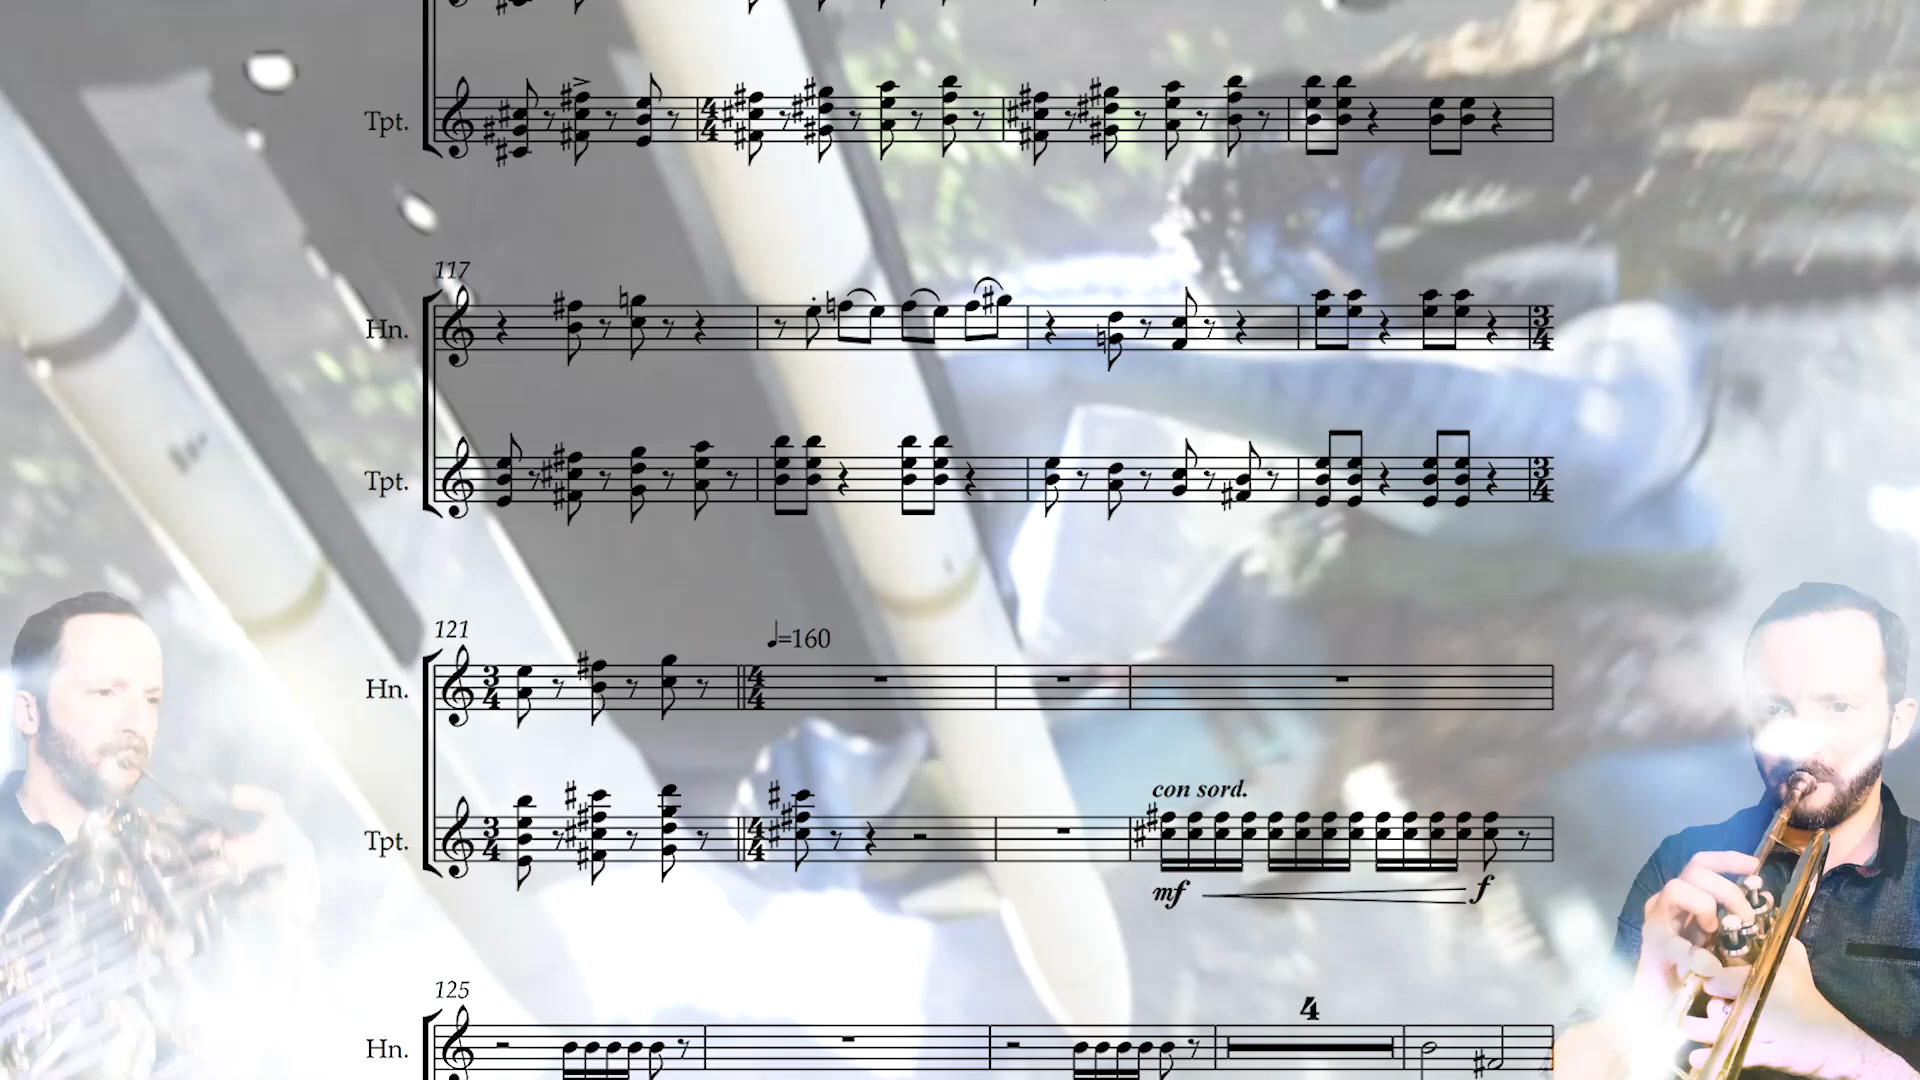 Tpt.
117
Hn.
Tpt.
121
♩=160
Hn.
con sord.
Tpt.
mf f
125
4
Hn.